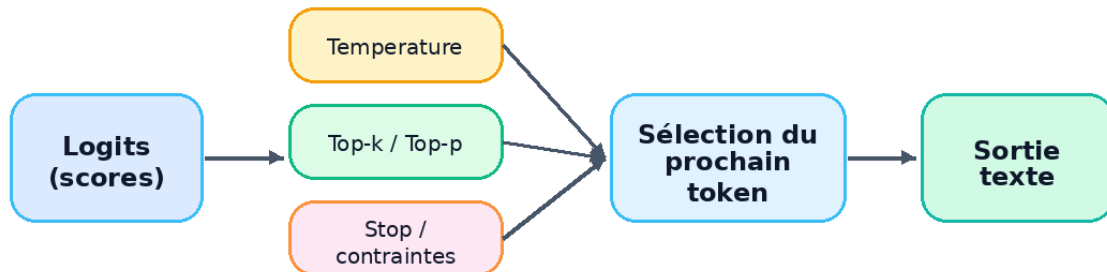 Logits
(scores)
Temperature
Top-k / Top-p
Stop /
contraintes
Sélection du
prochain
token
Sortie
texte